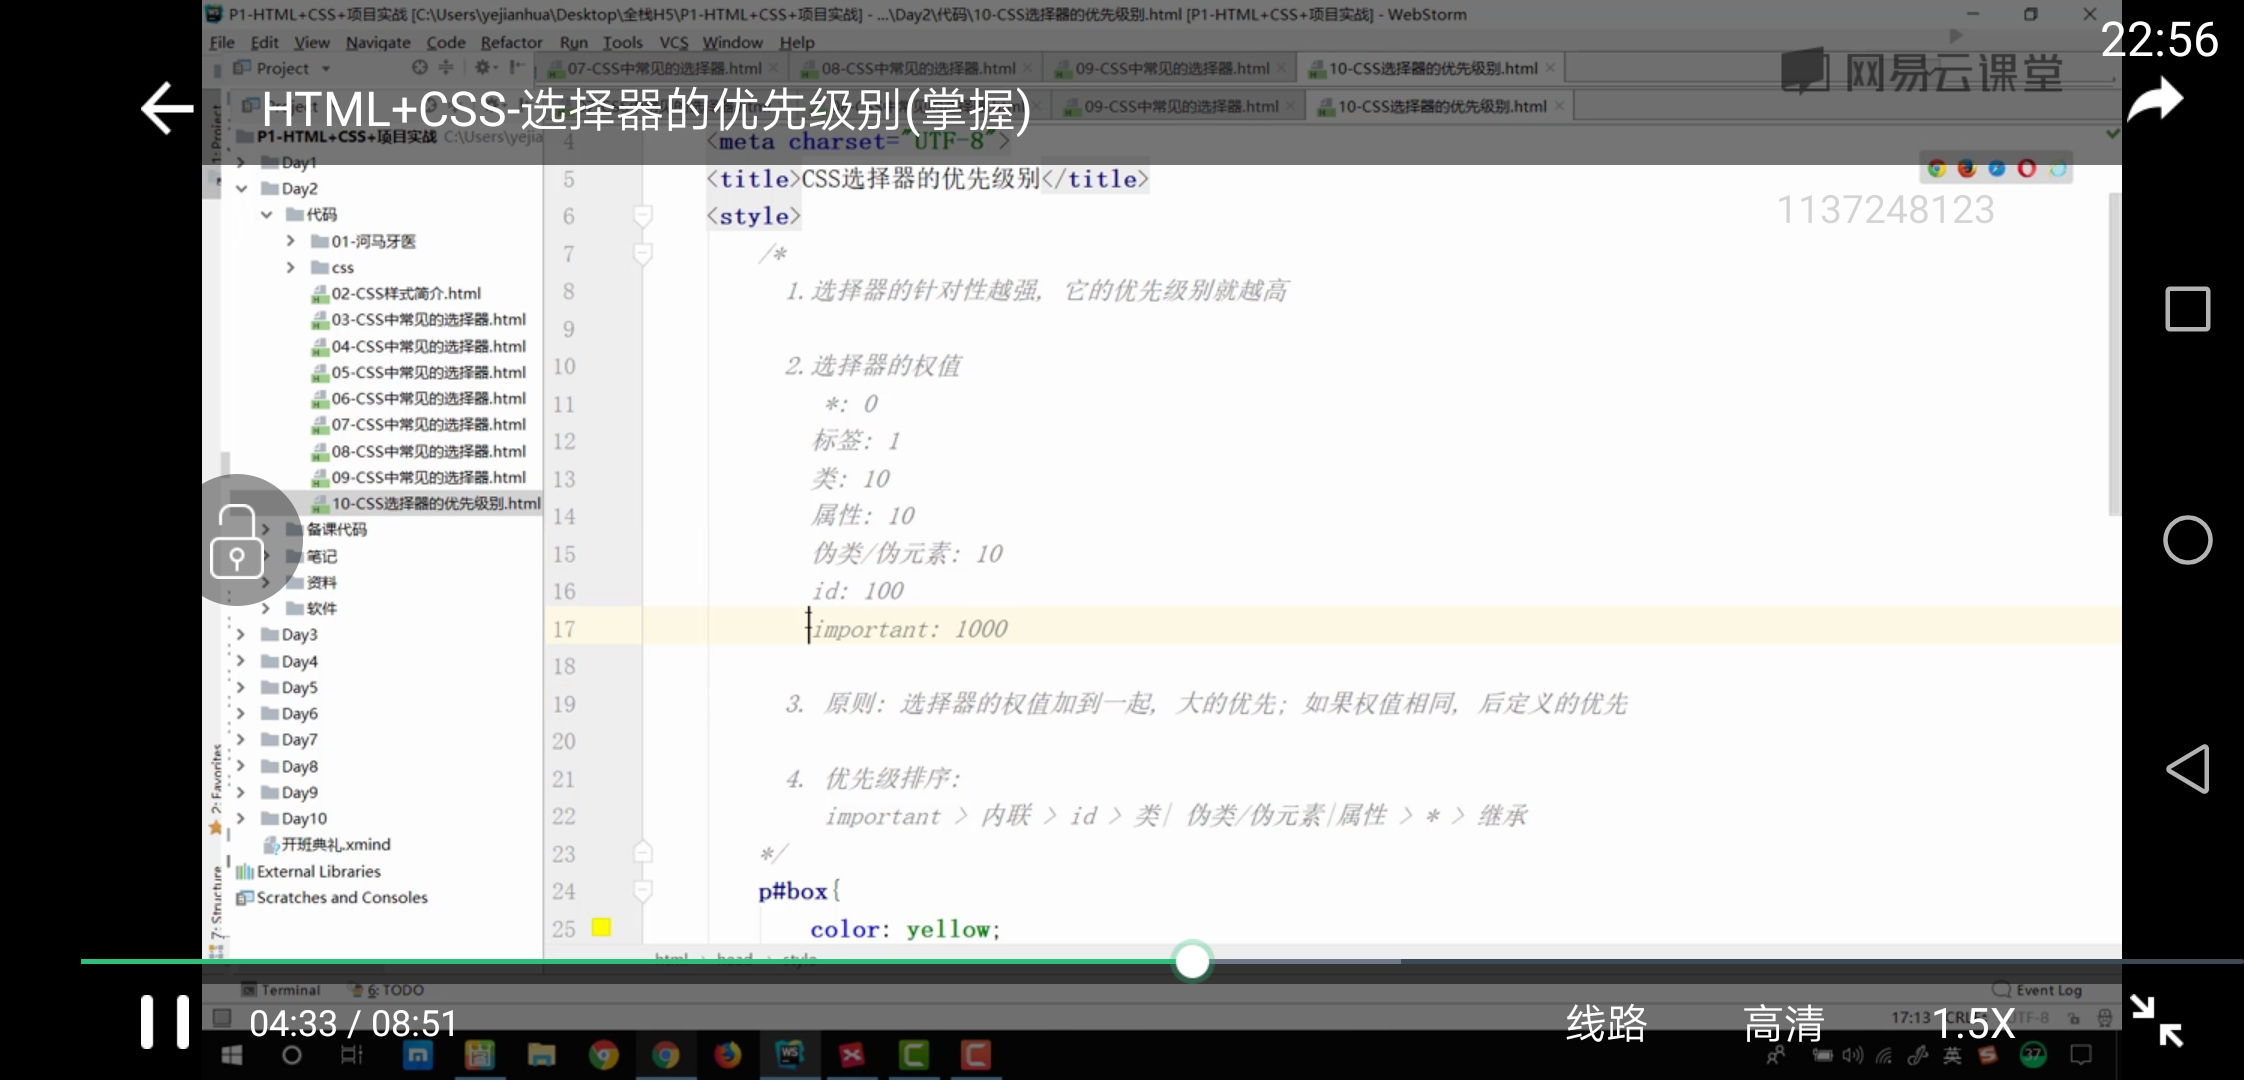 P1-HTML+CSS+项目实战 [C:\Users\yejianhua\Desktop\全栈H5\P1-HTML+CSS+项目实战] - ...\Day2\代码\10-CSS选择器的优先级别.html [P1-HTML+CSS+项目实战] - WebStorm
22:56
File Edit View Navigate Code Refactor Run Tools VCS Window Help
Project
07-CSS中常见的选择器.html
08-CSS中常见的选择器.html
09-CSS中常见的选择器.html
10-CSS选择器的优先级别.html
网易云课堂
HTML+CSS-选择器的优先级别(掌握)
09-CSS中常见的选择器.html
10-CSS选择器的优先级别.html
1: Project
P1-HTML+CSS+项目实战 C:\Users\yejia
Day1
Day2
代码
01-河马牙医
css
02-CSS样式简介.html
03-CSS中常见的选择器.html
04-CSS中常见的选择器.html
05-CSS中常见的选择器.html
06-CSS中常见的选择器.html
07-CSS中常见的选择器.html
08-CSS中常见的选择器.html
09-CSS中常见的选择器.html
10-CSS选择器的优先级别.html
备课代码
笔记
资料
软件
Day3
Day4
Day5
Day6
Day7
Day8
Day9
Day10
开班典礼.xmind
External Libraries
Scratches and Consoles
2: Favorites
7: Structure
4 <meta charset="UTF-8">
5 <title>CSS选择器的优先级别</title>
6 <style>
7 /*
8 1.选择器的针对性越强, 它的优先级别就越高
9
10 2.选择器的权值
11 *: 0
12 标签: 1
13 类: 10
14 属性: 10
15 伪类/伪元素: 10
16 id: 100
17 important: 1000
18
19 3. 原则: 选择器的权值加到一起, 大的优先; 如果权值相同, 后定义的优先
20
21 4. 优先级排序:
22 important > 内联 > id > 类| 伪类/伪元素|属性 > * > 继承
23 */
24 p#box{
25 color: yellow;
1137248123
html > head > style
Terminal
6: TODO
Event Log
04:33 / 08:51
线路
高清
1.5X
17:13
UTF-8
WS
英
37